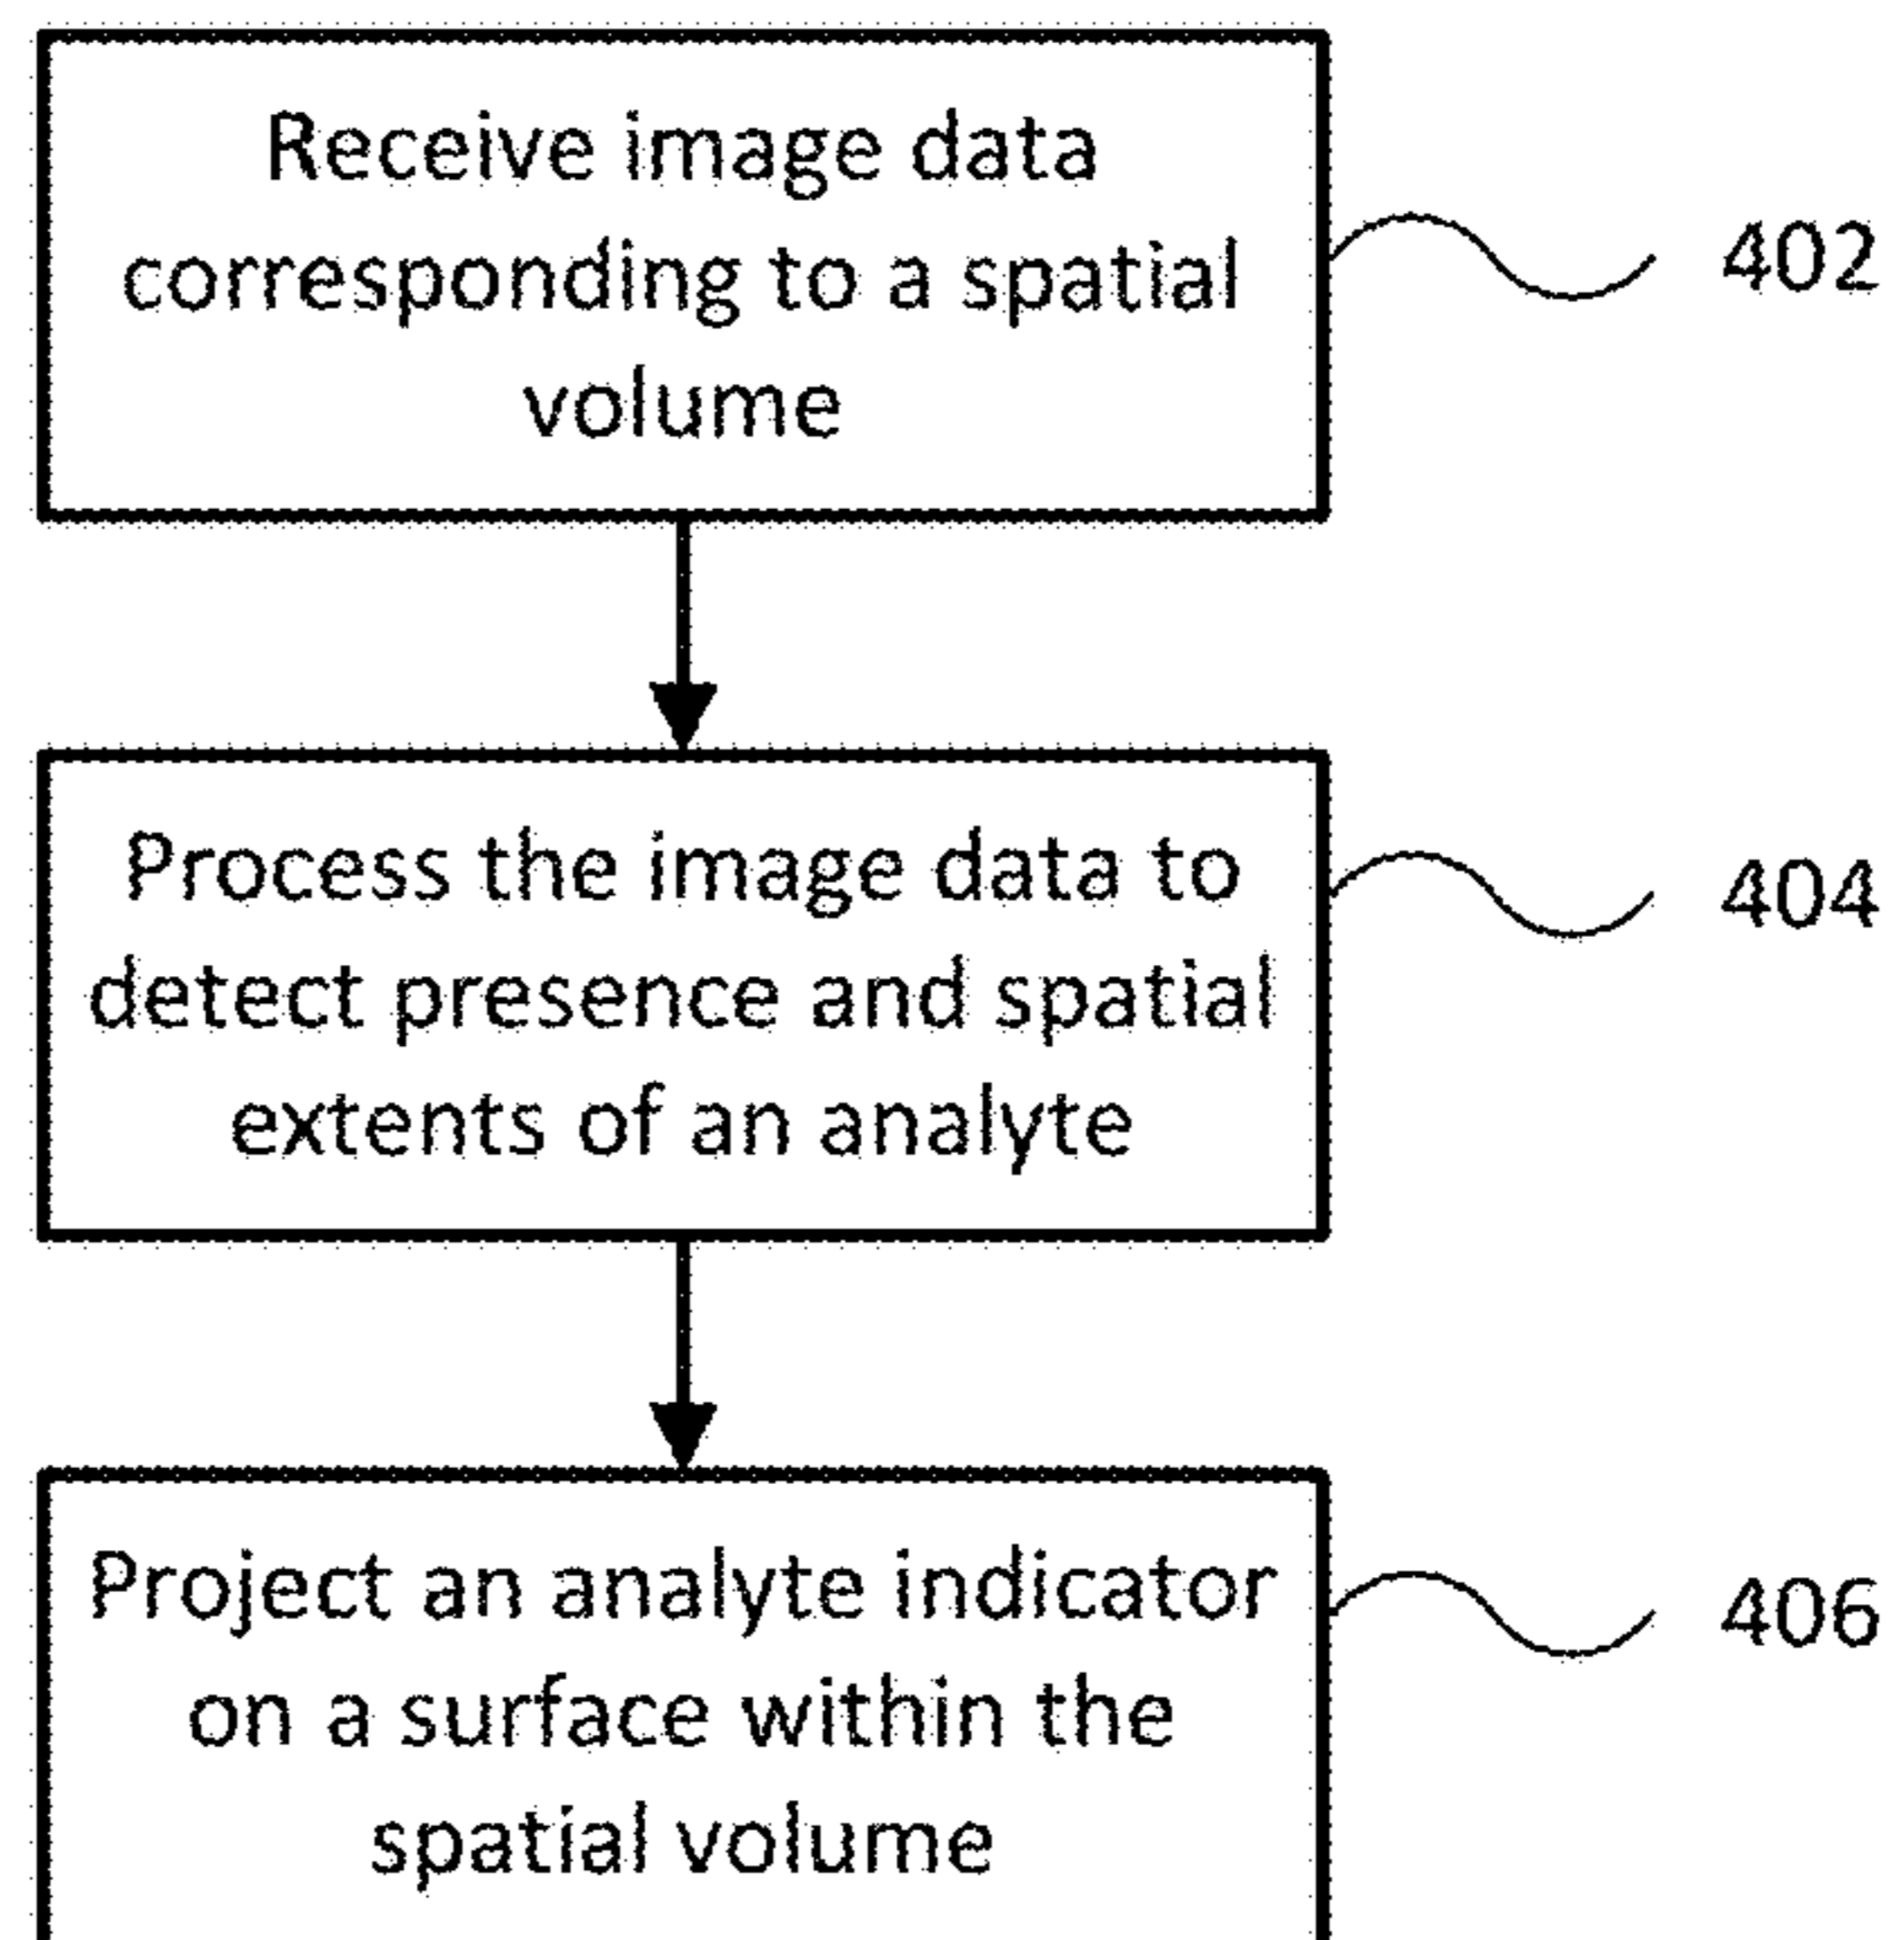 Receive image data
corresponding to a spatial
volume
402
Process the image data to
detect presence and spatial
extents of an analyte
404
Project an analyte indicator
on a surface within the
spatial volume
406